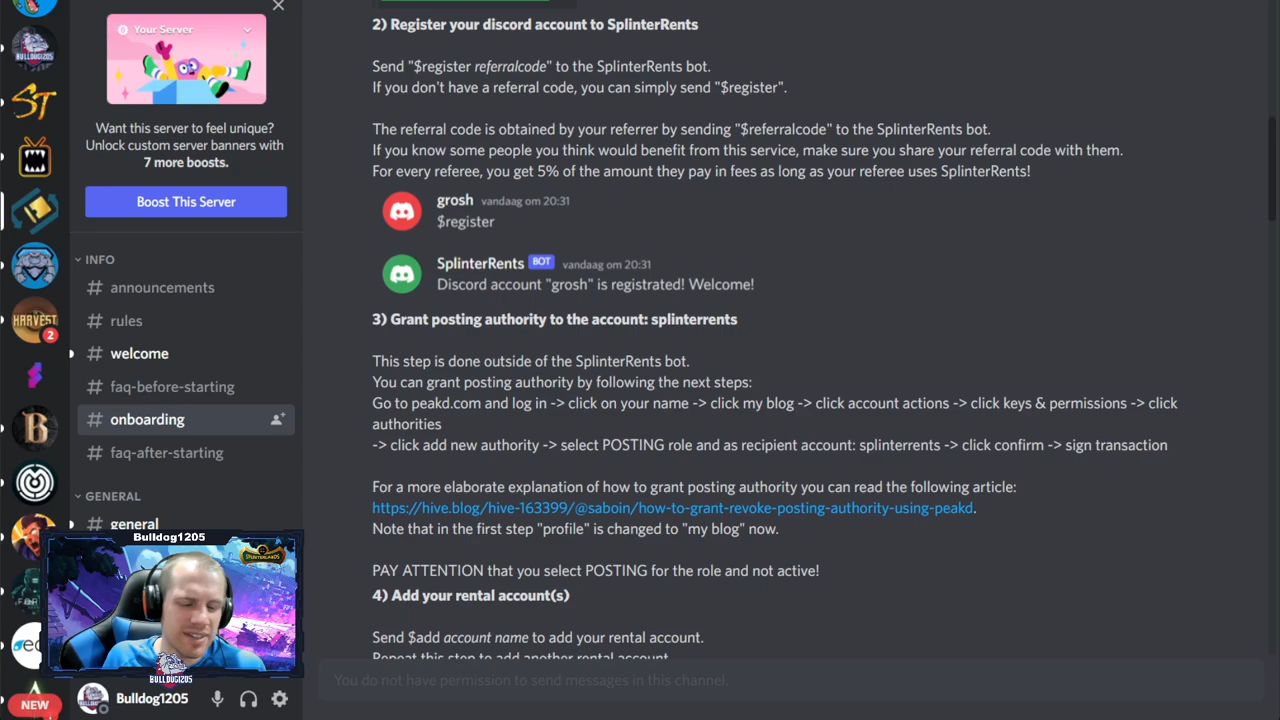 Your Server
Want this server to feel unique?
Unlock custom server banners with
7 more boosts.
Boost This Server
INFO
announcements
rules
welcome
faq-before-starting
onboarding
faq-after-starting
GENERAL
general
Bulldog1205
BULLDOG1205
Bulldog1205
BULLDOG1205
ST
HARVEST
2
B
NEW
2) Register your discord account to SplinterRents
Send "$register referralcode" to the SplinterRents bot.
If you don't have a referral code, you can simply send "$register".
The referral code is obtained by your referrer by sending "$referralcode" to the SplinterRents bot.
If you know some people you think would benefit from this service, make sure you share your referral code with them.
For every referee, you get 5% of the amount they pay in fees as long as your referee uses SplinterRents!
grosh vandaag om 20:31
$register
SplinterRents BOT vandaag om 20:31
Discord account "grosh" is registrated! Welcome!
3) Grant posting authority to the account: splinterrents
This step is done outside of the SplinterRents bot.
You can grant posting authority by following the next steps:
Go to peakd.com and log in -> click on your name -> click my blog -> click account actions -> click keys & permissions -> click
authorities
-> click add new authority -> select POSTING role and as recipient account: splinterrents -> click confirm -> sign transaction
For a more elaborate explanation of how to grant posting authority you can read the following article:
https://hive.blog/hive-163399/@saboin/how-to-grant-revoke-posting-authority-using-peakd.
Note that in the first step "profile" is changed to "my blog" now.
PAY ATTENTION that you select POSTING for the role and not active!
4) Add your rental account(s)
Send $add account name to add your rental account.
Repeat this step to add another rental account.
You do not have permission to send messages in this channel.